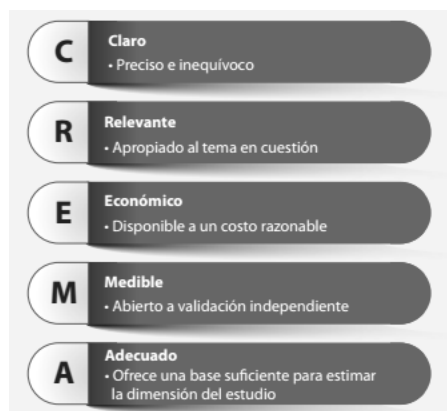 C
Claro
• Preciso e inequívoco
R
Relevante
• Apropiado al tema en cuestión
E
Económico
• Disponible a un costo razonable
M
Medible
• Abierto a validación independiente
A
Adecuado
• Ofrece una base suficiente para estimar
la dimensión del estudio